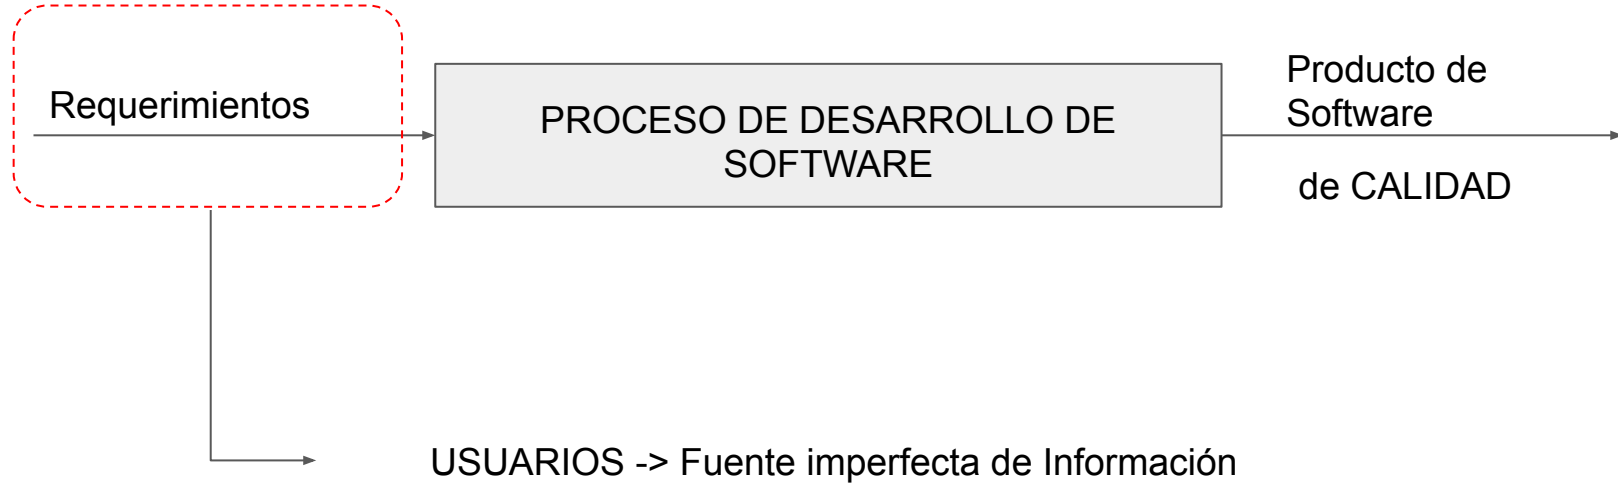 Requerimientos
PROCESO DE DESARROLLO DE
SOFTWARE
Producto de
Software
de CALIDAD
USUARIOS -> Fuente imperfecta de Información